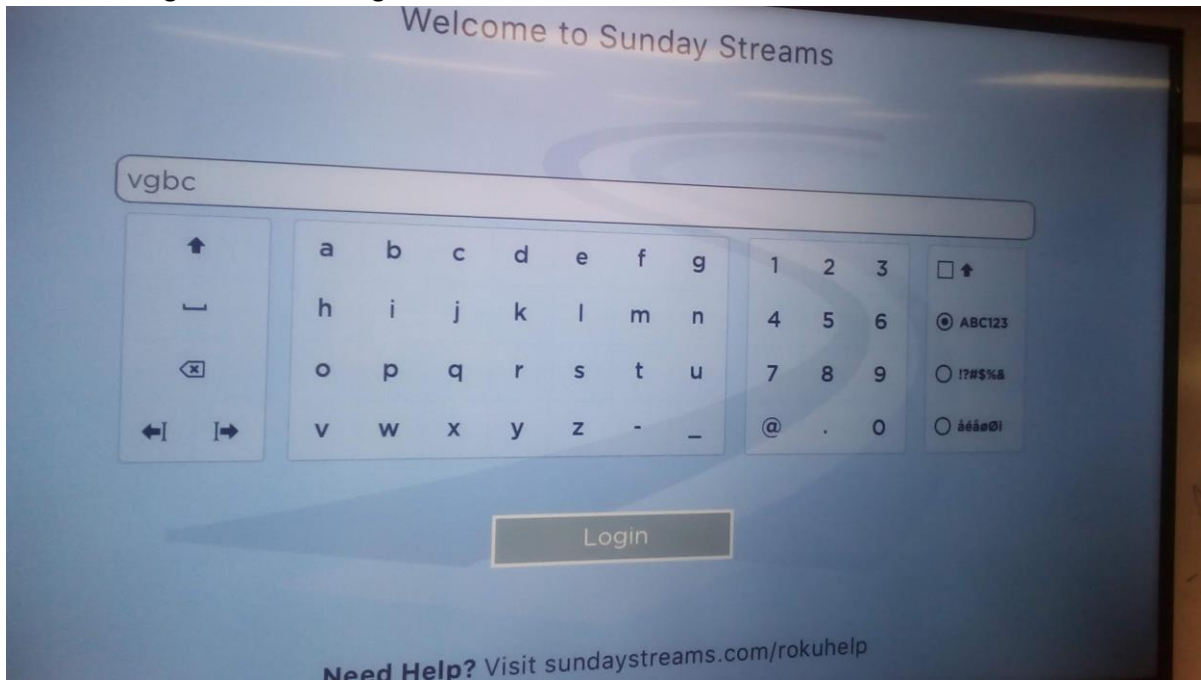 Welcome to Sunday Streams
vgbc
a b c d e f g 1 2 3
h i j k l m n 4 5 6 ABC123
o p q r s t u 7 8 9 !?#$%&
v w x y z - _ @ . 0
Login
Need Help? Visit sundaystreams.com/rokuhelp